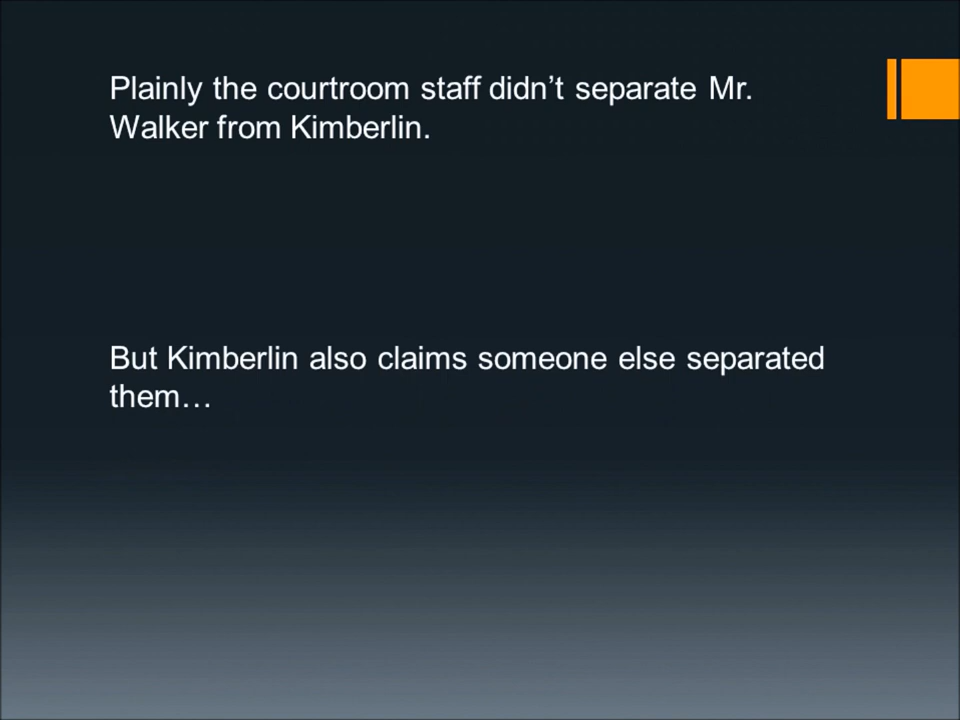 Plainly the courtroom staff didn’t separate Mr.
Walker from Kimberlin.
But Kimberlin also claims someone else separated
them…